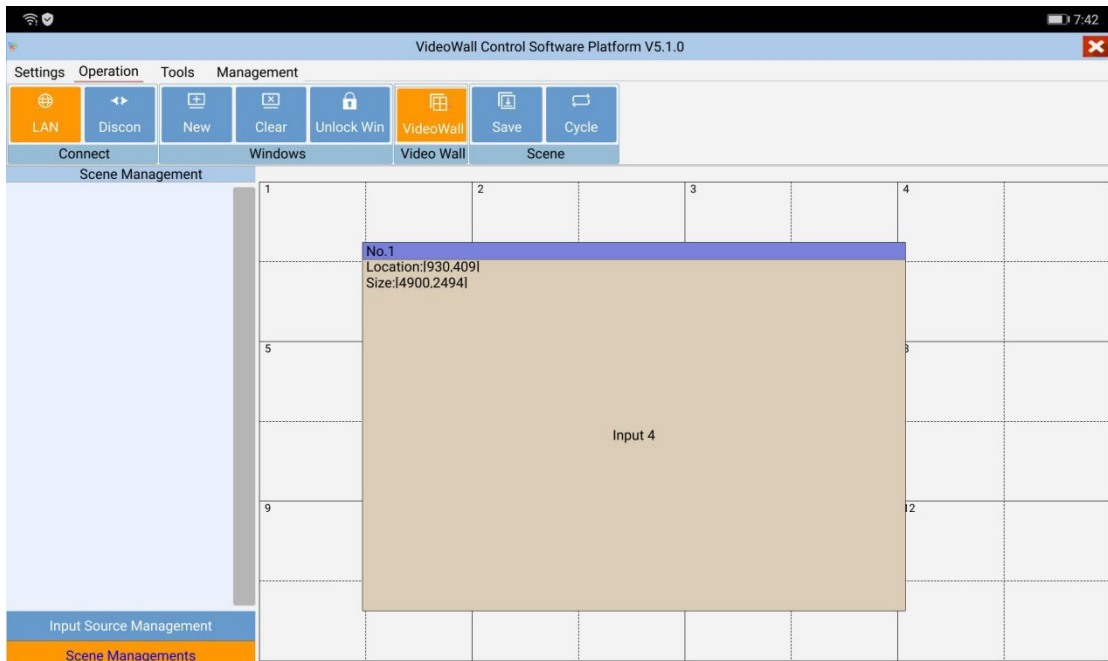 7:42
VideoWall Control Software Platform V5.1.0
Settings Operation Tools Management
LAN Discon New Clear Unlock Win VideoWall Save Cycle
Connect Windows Video Wall Scene
Scene Management
1 2 3 4
No.1
Location:[930,409]
Size:[4900,2494]
5
Input 4
9 12
Input Source Management
Scene Managements